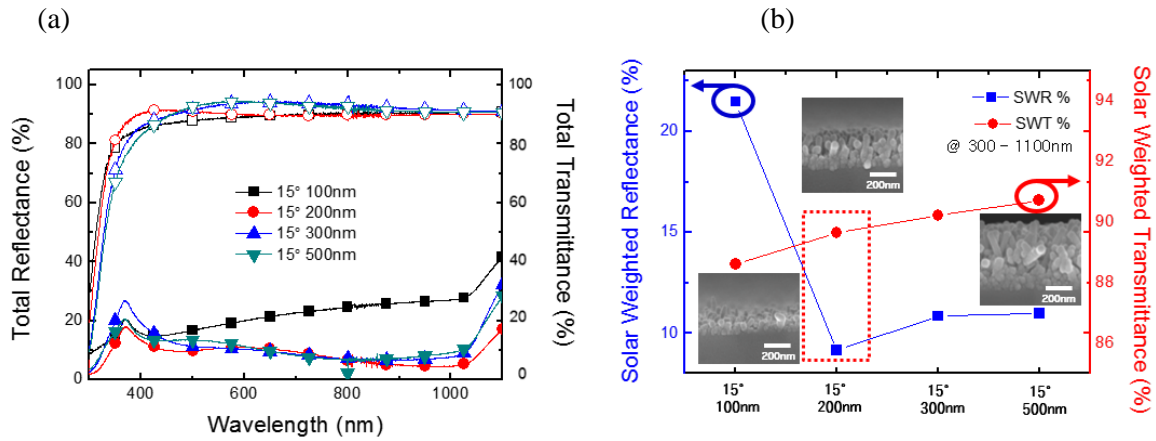 (a)
(b)
100
80
60
40
20
0
100
80
60
40
20
0
Total Reflectance (%)
Total Transmittance (%)
15° 100nm
15° 200nm
15° 300nm
15° 500nm
400
600
800
1000
Wavelength (nm)
Solar Weighted Reflectance (%)
20
15
10
SWR %
SWT %
@ 300 – 1100nm
200nm
200nm
200nm
94
92
90
88
86
Solar Weighted Transmittance (%)
15° 100nm
15° 200nm
15° 300nm
15° 500nm